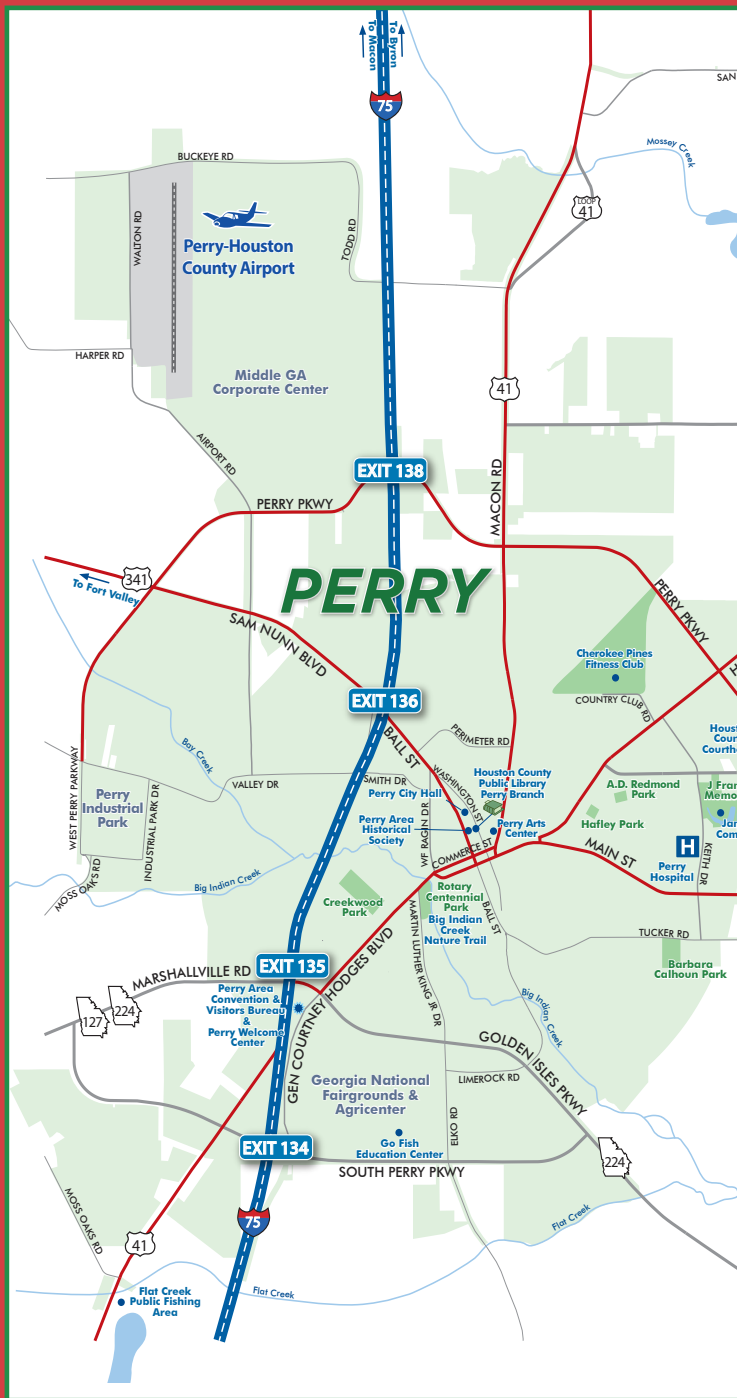 To Macon
To Byron
75
SAN
Mossey Creek
BUCKEYE RD
LOOP
41
WALTON RD
TODD RD
Perry-Houston
County Airport
HARPER RD
Middle GA
Corporate Center
41
AIRPORT RD
EXIT 138
MACON RD
PERRY PKWY
341
To Fort Valley
PERRY
PERRY PKWY
SAM NUNN BLVD
Cherokee Pines
Fitness Club
EXIT 136
COUNTRY CLUB RD
BALL ST
PERIMETER RD
Hous
Coun
Courtho
Bay Creek
WEST PERRY PARKWAY
VALLEY DR
SMITH DR
WASHINGTON ST
Houston County
Public Library
Perry Branch
Perry
Industrial
Park
INDUSTRIAL PARK DR
Perry City Hall
A.D. Redmond
Park
J Fran
Memo
Perry Area
Historical
Society
WF RAGIN DR
Perry Arts
Center
Hafley Park
Jan
Com
COMMERCE ST
MAIN ST
H
Perry
Hospital
KEITH DR
MOSS OAKS RD
Big Indian Creek
Creekwood
Park
Rotary
Centennial
Park
Big Indian
Creek
Nature Trail
BALL ST
MARTIN LUTHER KING JR. DR
TUCKER RD
Barbara
Calhoun Park
MARSHALLVILLE RD
EXIT 135
GEN COURTNEY HODGES BLVD
127
224
Perry Area
Convention &
Visitors Bureau
&
Perry Welcome
Center
Big Indian Creek
GOLDEN ISLES PKWY
Georgia National
Fairgrounds &
Agricenter
LIMEROCK RD
ELKO RD
Go Fish
Education Center
EXIT 134
SOUTH PERRY PKWY
224
MOSS OAKS RD
75
Flat Creek
41
Flat Creek
Public Fishing
Area
Flat Creek